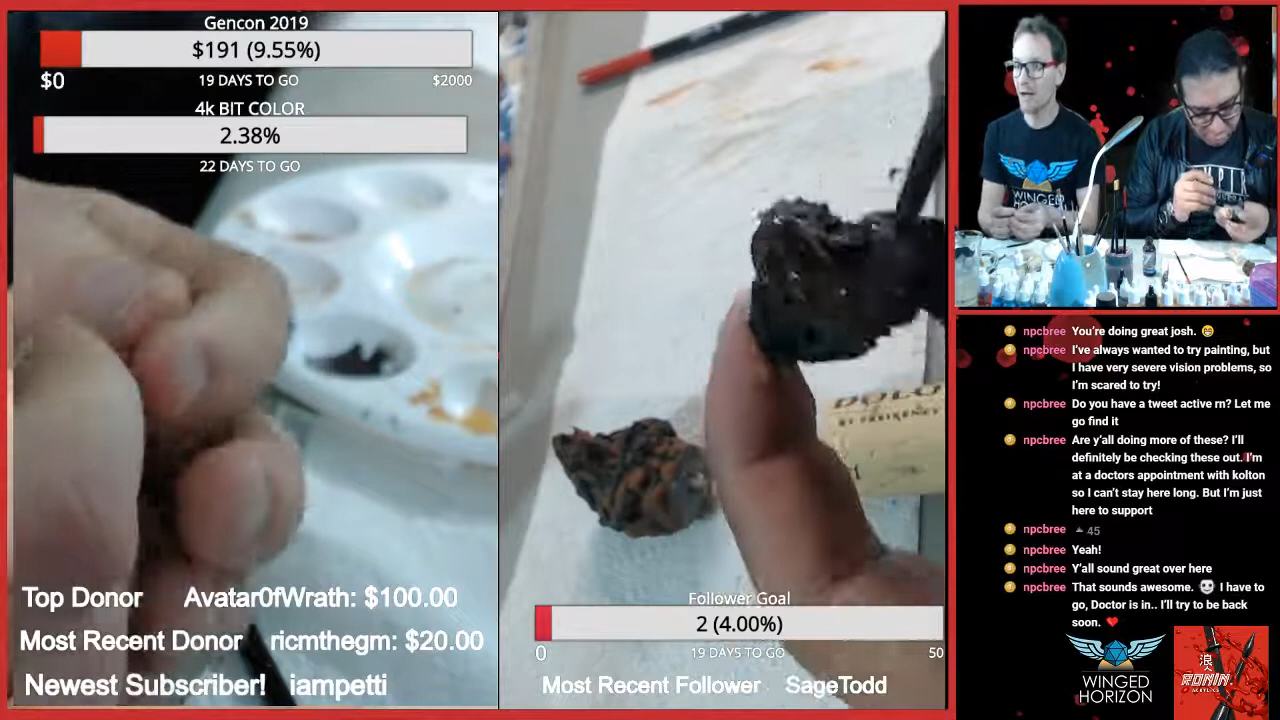 Gencon 2019
$191 (9.55%)
$0
19 DAYS TO GO
$2000
4k BIT COLOR
2.38%
22 DAYS TO GO
Top Donor AvatarOfWrath: $100.00
Most Recent Donor ricmthegm: $20.00
Newest Subscriber! iampetti
Follower Goal
2 (4.00%)
0
19 DAYS TO GO
50
Most Recent Follower SageTodd
WINGED
HORIZON
npcbree You're doing great josh. 😁
npcbree I've always wanted to try painting, but
I have very severe vision problems, so
I'm scared to try!
npcbree Do you have a tweet active rn? Let me
go find it
npcbree Are y'all doing more of these? I'll
definitely be checking these out. I'm
at a doctors appointment with kolton
so I can't stay here long. But I'm just
here to support
npcbree 45
npcbree Yeah!
npcbree Y'all sound great over here
npcbree That sounds awesome. I have to
go, Doctor is in.. I'll try to be back
soon. ❤️
WINGED
HORIZON
浪人
RONIN
ACRYLICS